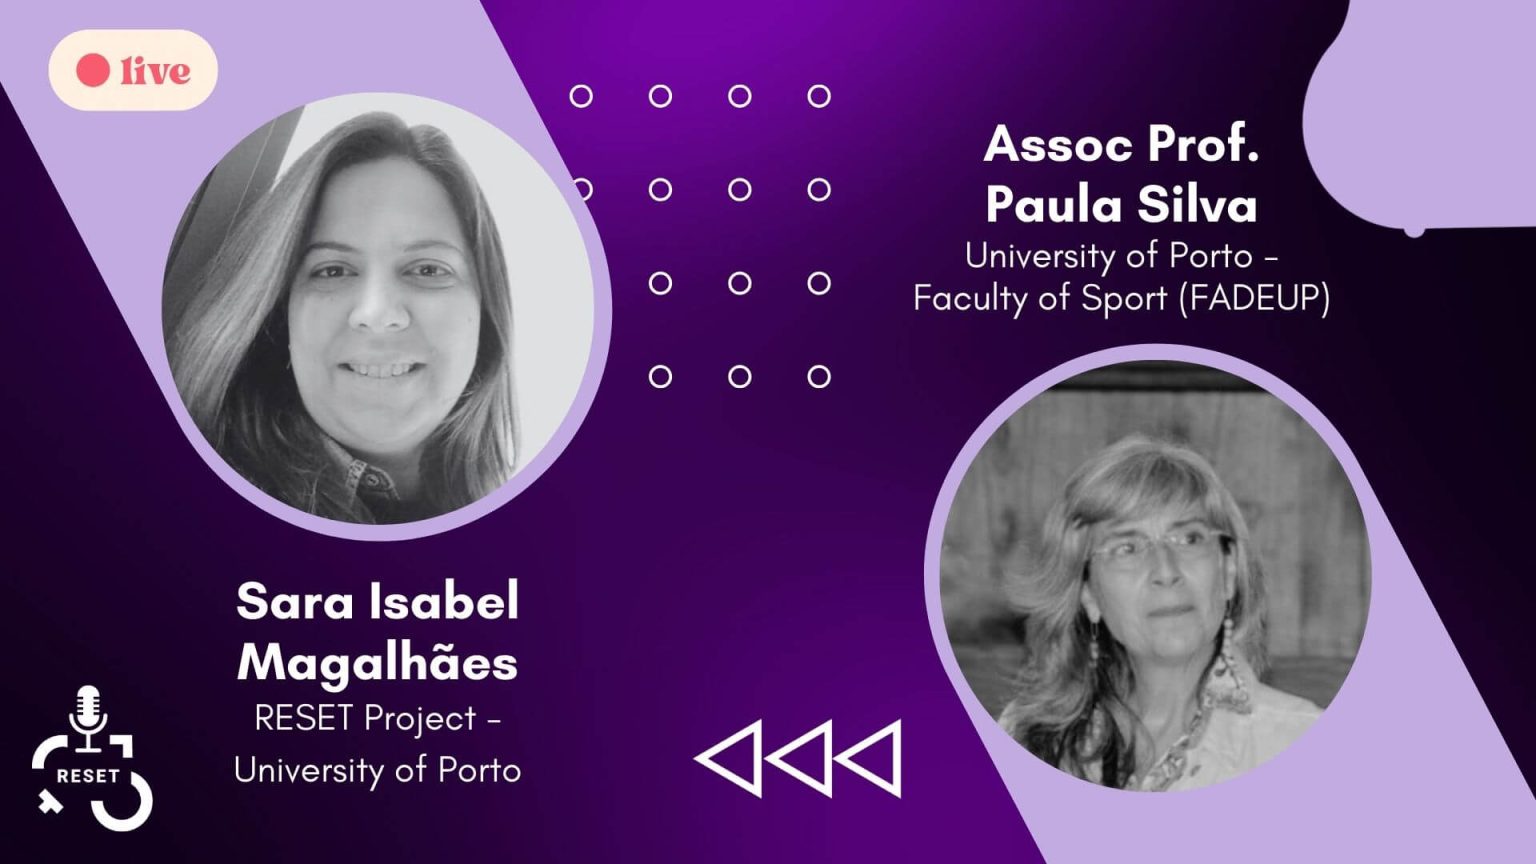 live
Assoc Prof.
Paula Silva
University of Porto -
Faculty of Sport (FADEUP)
Sara Isabel
Magalhães
RESET Project -
University of Porto
RESET